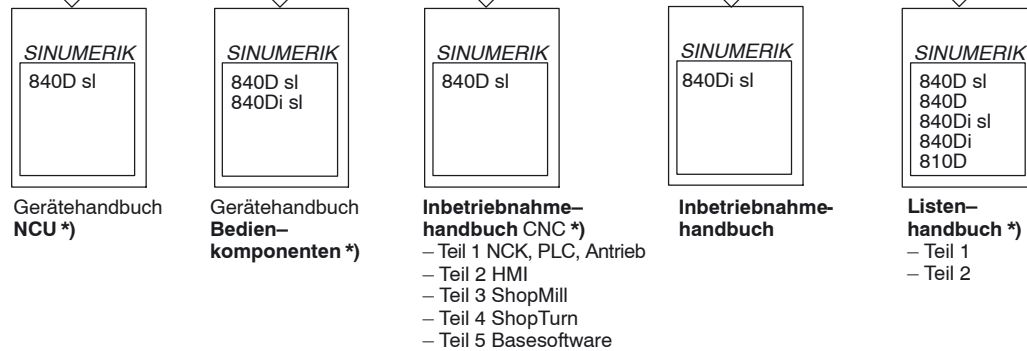 SINUMERIK
840D sl
Gerätehandbuch
NCU *)
SINUMERIK
840D sl
840Di sl
Gerätehandbuch
Bedien–
komponenten *)
SINUMERIK
840D sl
Inbetriebnahme–
handbuch CNC *)
– Teil 1 NCK, PLC, Antrieb
– Teil 2 HMI
– Teil 3 ShopMill
– Teil 4 ShopTurn
– Teil 5 Basesoftware
SINUMERIK
840Di sl
Inbetriebnahme-
handbuch
SINUMERIK
840D sl
840D
840Di sl
840Di
810D
Listen–
handbuch *)
– Teil 1
– Teil 2